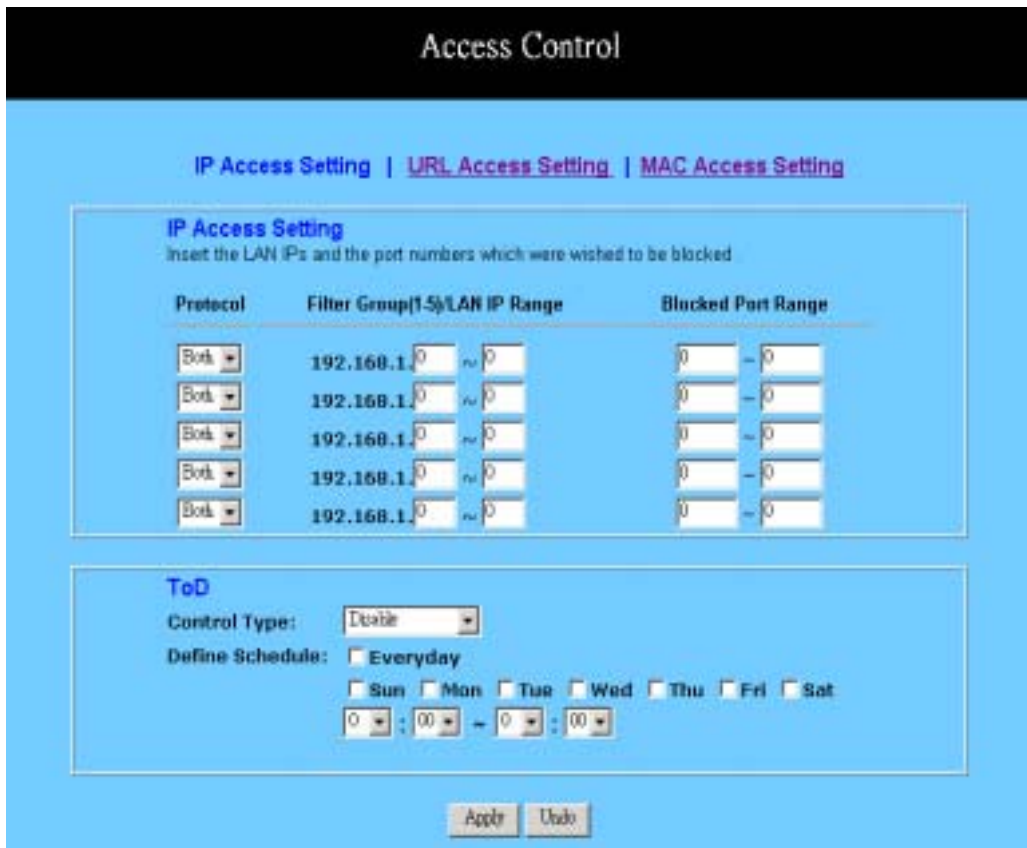 Access Control
IP Access Setting | URL Access Setting | MAC Access Setting
IP Access Setting
Insert the LAN IPs and the port numbers which were wished to be blocked
Protocol Filter Group(1-5)/LAN IP Range Blocked Port Range
Both 192.168.1. 0 ~ 0 0 ~ 0
Both 192.168.1. 0 ~ 0 0 ~ 0
Both 192.168.1. 0 ~ 0 0 ~ 0
Both 192.168.1. 0 ~ 0 0 ~ 0
Both 192.168.1. 0 ~ 0 0 ~ 0
ToD
Control Type: Disable
Define Schedule: Everyday
Sun Mon Tue Wed Thu Fri Sat
0 : 00 ~ 0 : 00
Apply Undo